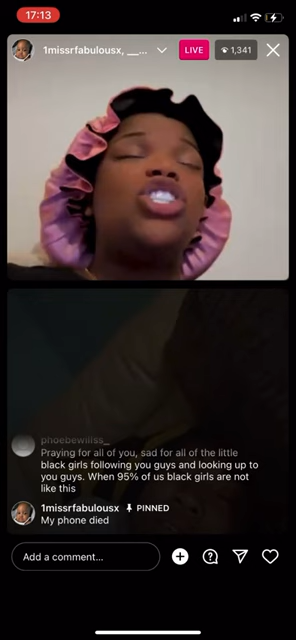 17:13
1missrfabulousx, __... LIVE 1,341
phoebewillss_
Praying for all of you, sad for all of the little
black girls following you guys and looking up to
you guys. When 95% of us black girls are not
like this
1missrfabulousx PINNED
My phone died
Add a comment...